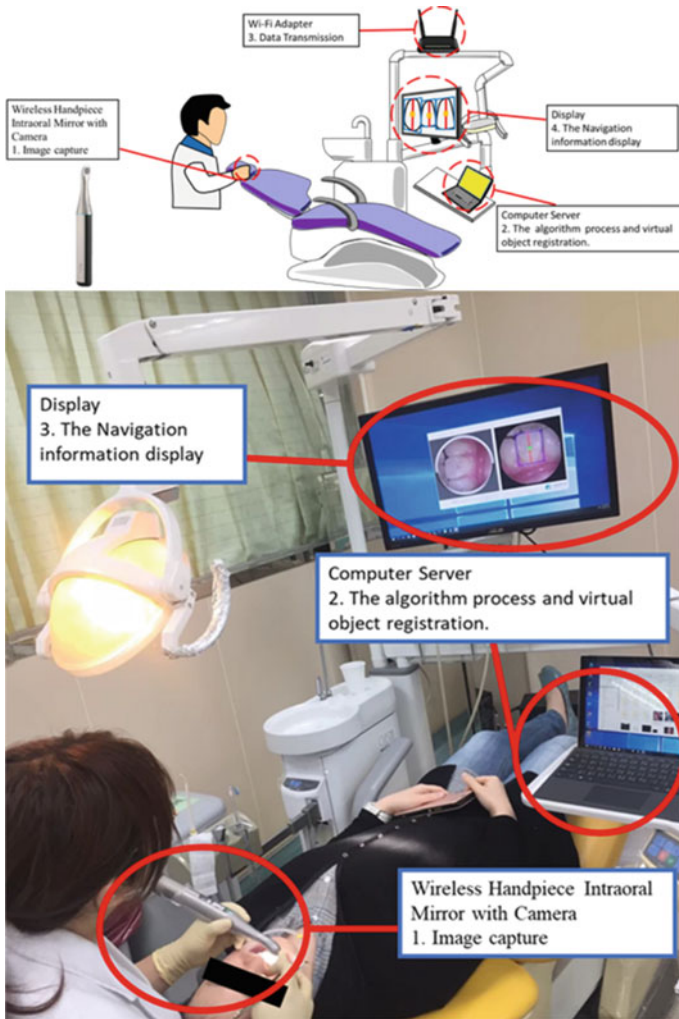 Wi-Fi Adapter
3. Data Transmission
Wireless Handpiece
Intraoral Mirror with
Camera
1. Image capture
Display
4. The Navigation
information display
Computer Server
2. The algorithm process and virtual
object registration.
Display
3. The Navigation
information display
Computer Server
2. The algorithm process and virtual
object registration.
Wireless Handpiece Intraoral
Mirror with Camera
1. Image capture